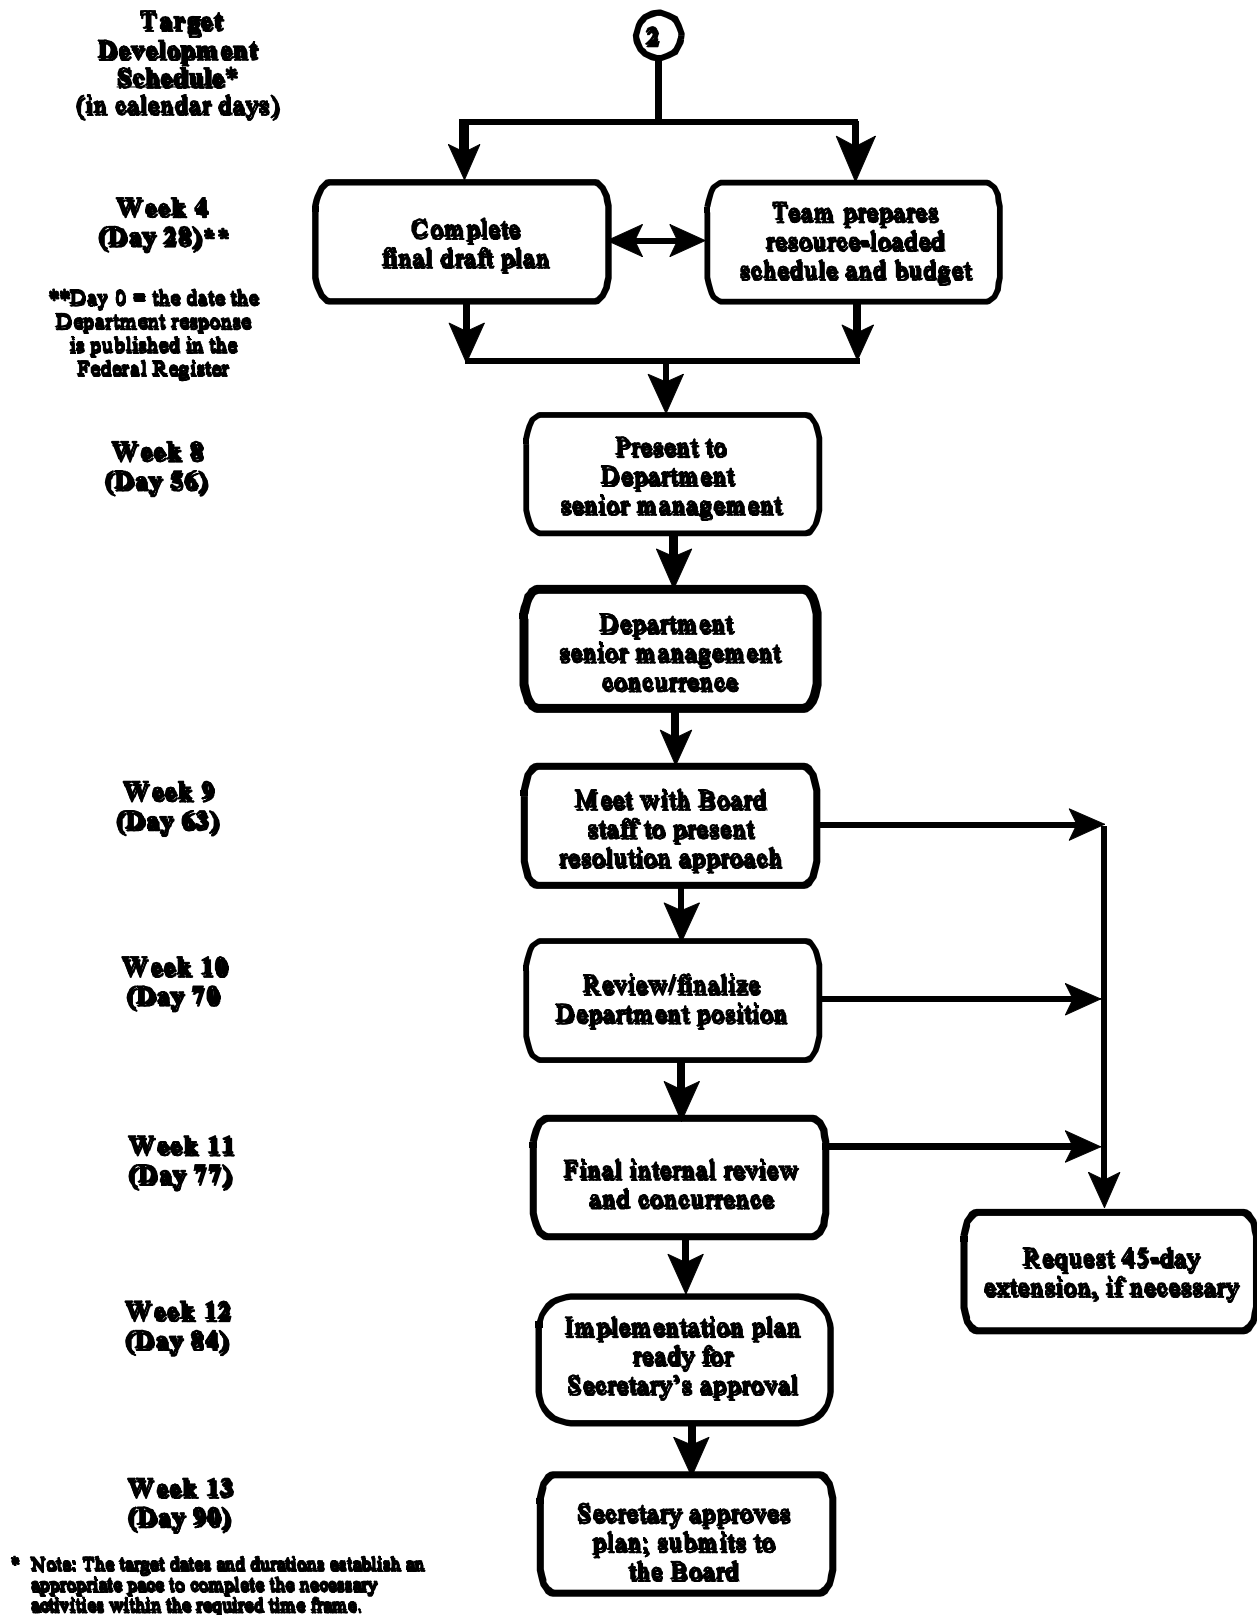 Target
Development
Schedule*
(in calendar days)
2
Week 4
(Day 28)**
Complete
final draft plan
Team prepares
resource-loaded
schedule and budget
**Day 0 = the date the
Department response
is published in the
Federal Register
Week 8
(Day 56)
Present to
Department
senior management
Department
senior management
concurrence
Week 9
(Day 63)
Meet with Board
staff to present
resolution approach
Week 10
(Day 70
Review/finalize
Department position
Week 11
(Day 77)
Final internal review
and concurrence
Request 45-day
extension, if necessary
Week 12
(Day 84)
Implementation plan
ready for
Secretary's approval
Week 13
(Day 90)
Secretary approves
plan; submits to
the Board
* Note: The target dates and durations establish an
appropriate pace to complete the necessary
activities within the required time frame.